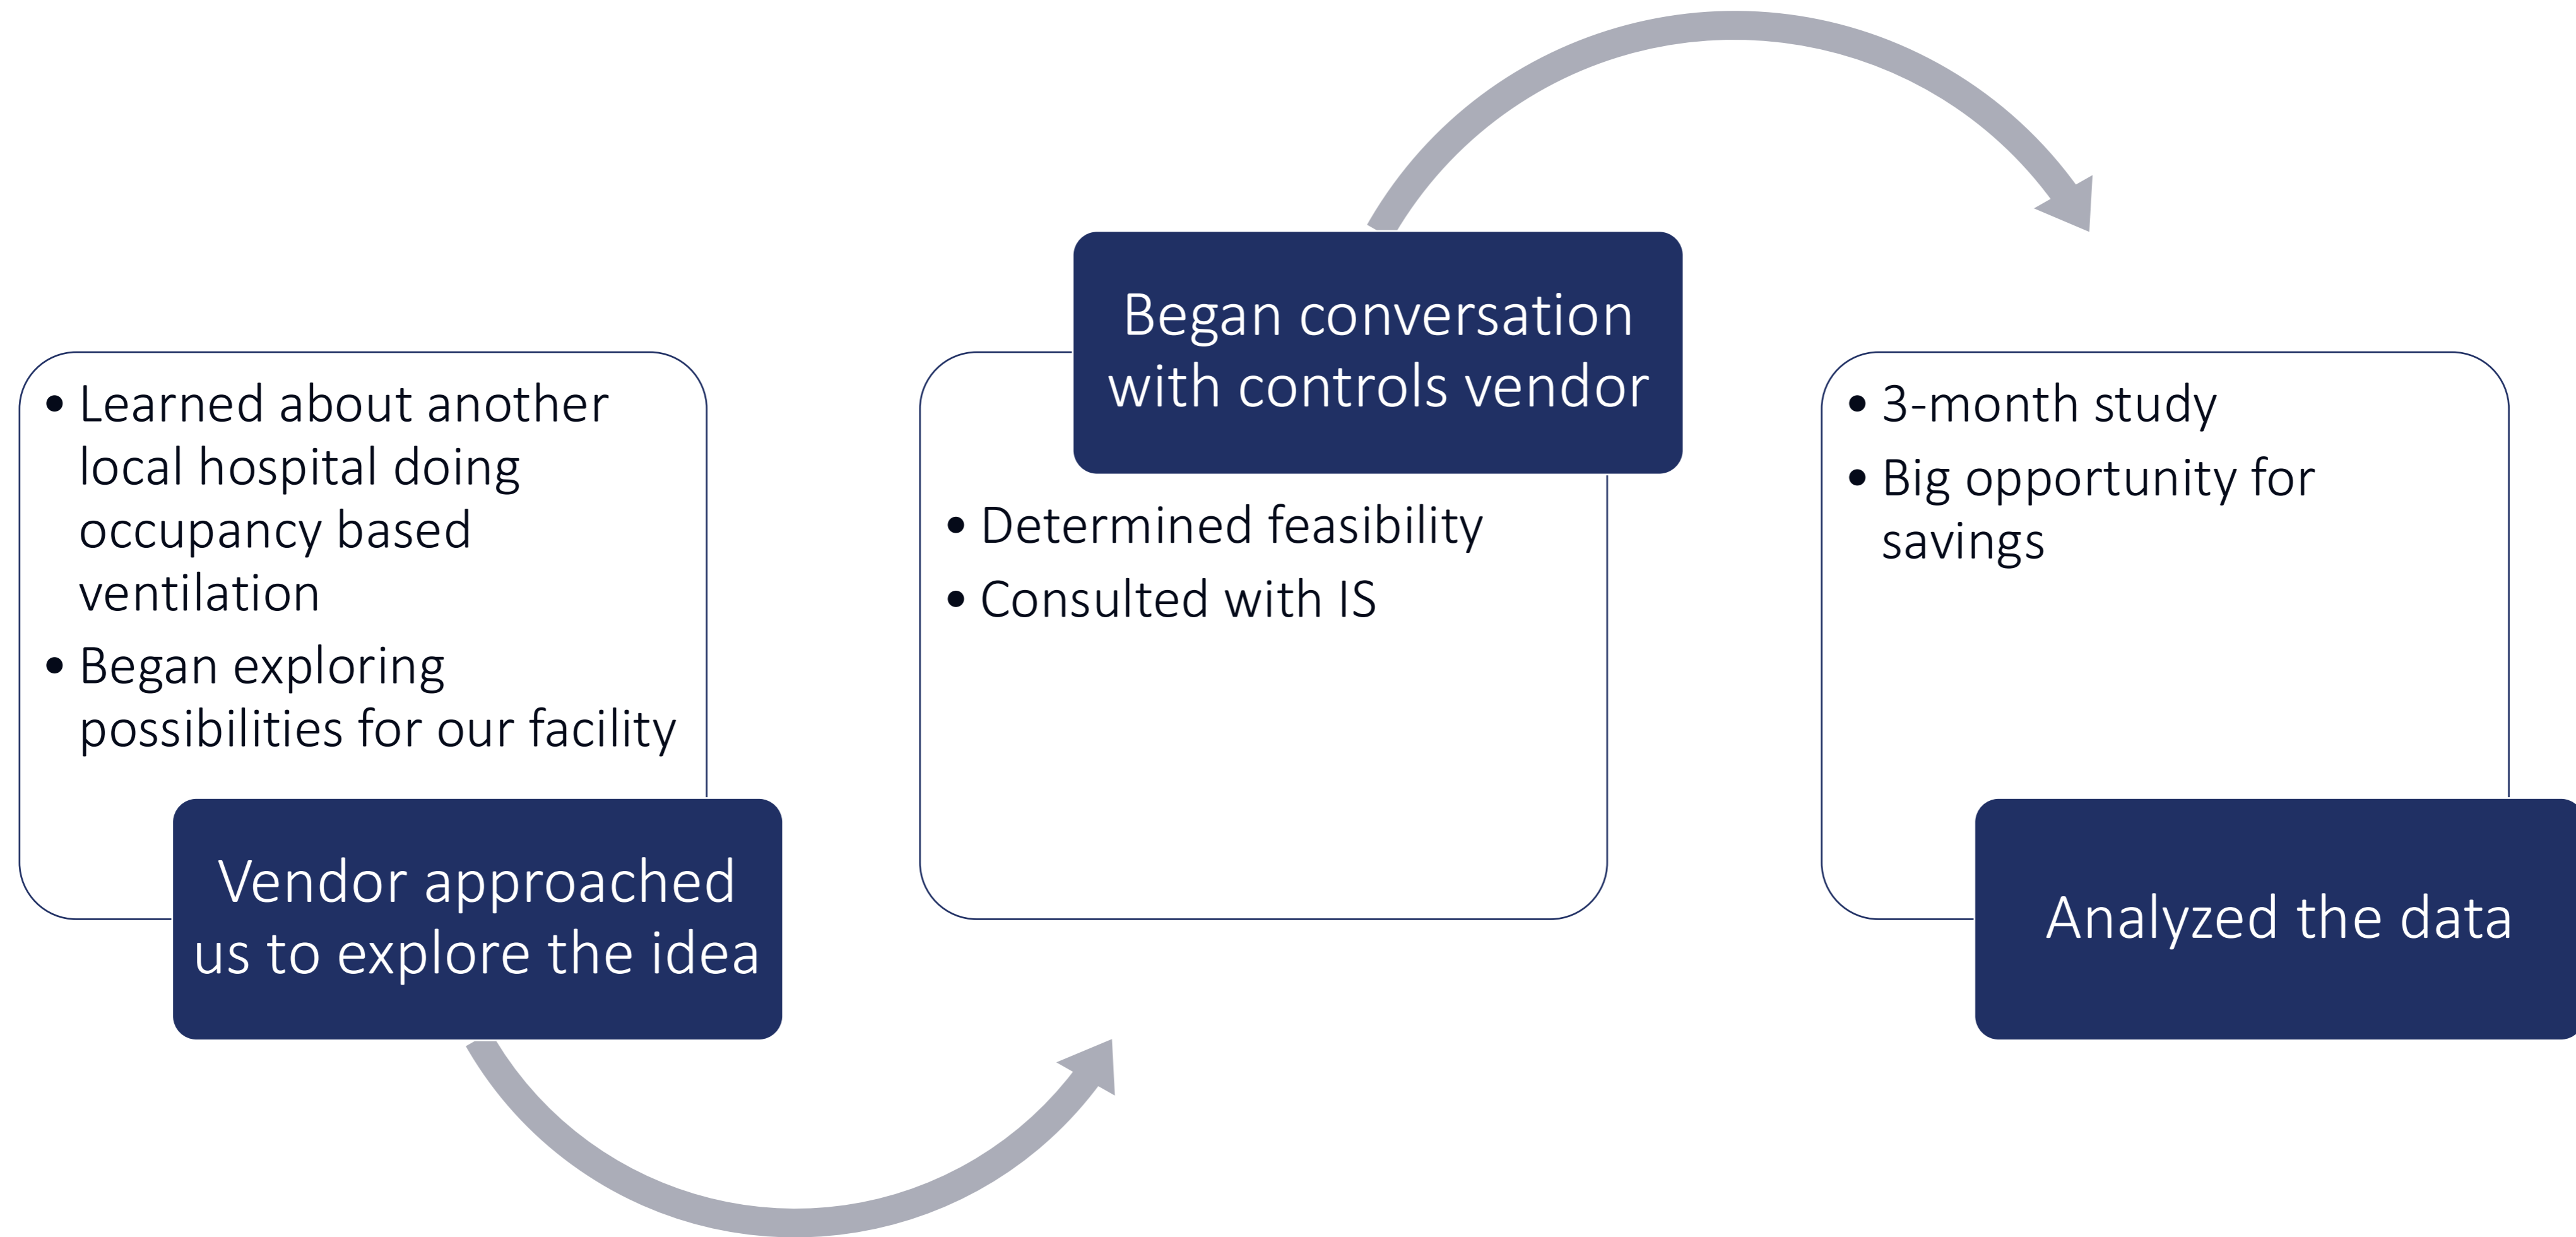 • Learned about another
local hospital doing
occupancy based
ventilation
• Began exploring
possibilities for our facility
Vendor approached
us to explore the idea
Began conversation
with controls vendor
• Determined feasibility
• Consulted with IS
• 3-month study
• Big opportunity for
savings
Analyzed the data